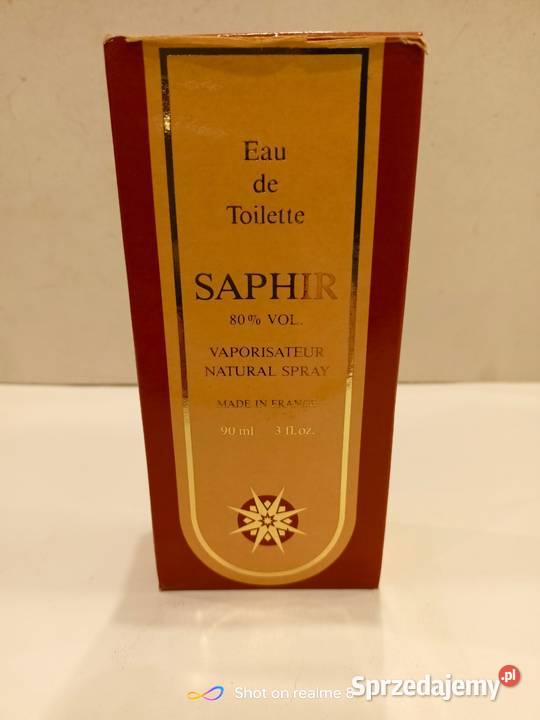 Eau
de
Toilette
SAPHIR
80% VOL.
VAPORISATEUR
NATURAL SPRAY
MADE IN FRANCE
90 ml 3 fl.oz.
Shot on realme 8
Sprzedajemy.pl